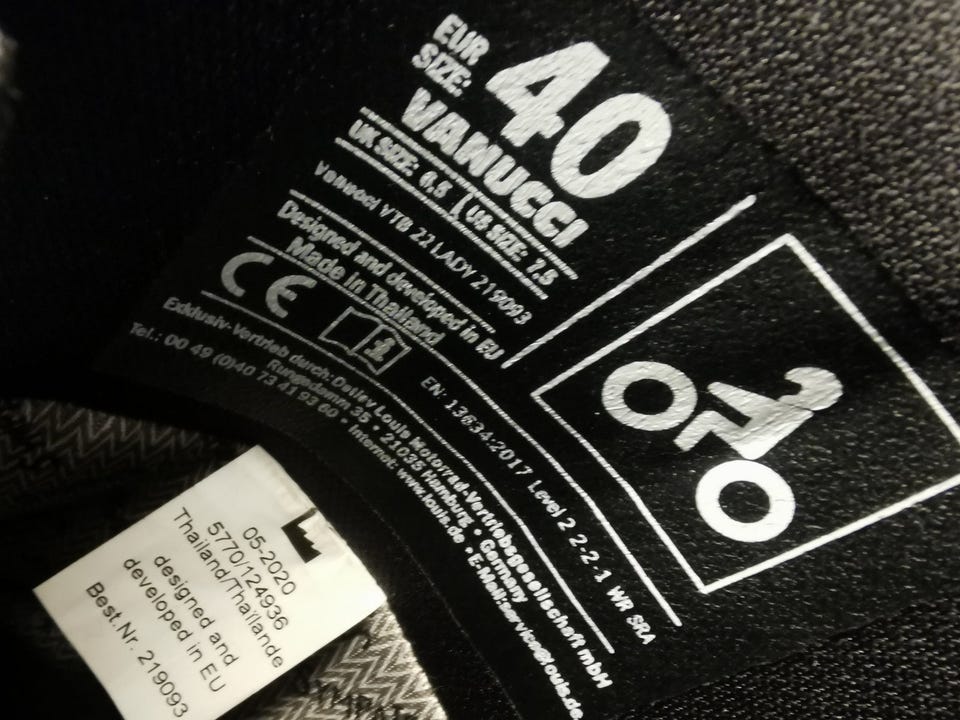 EUR
SIZE:
40
VANUCCI
UK SIZE: 6.5 | US SIZE: 7.5
Vanucci VTB 22 LADY 219093
Designed and developed in EU
Made in Thailand
CE
EN: 13634:2017 Level 2 2-2-1 WR SRA
Exklusiv-Vertrieb durch: Detlev Louis Motorrad-Vertriebsgesellschaft mbH
Rungedamm 35 • 21035 Hamburg • Germany
Tel.: 00 49 (0)40 73 41 93 60 • Internet: www.louis.de • E-Mail:service@louis.de
05-2020
5770/124936
Thailand/Thaïlande
designed and
developed in EU
Best.Nr. 219093